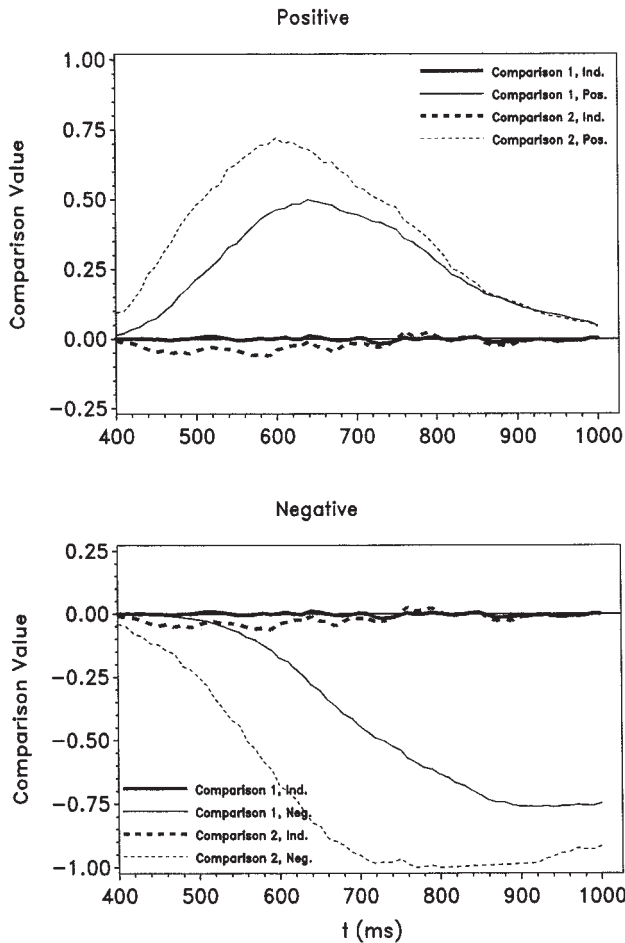 Positive
1.00
0.75
0.50
0.25
0.00
−0.25
Comparison Value
Comparison 1, Ind.
Comparison 1, Pos.
Comparison 2, Ind.
Comparison 2, Pos.
400 500 600 700 800 900 1000
Negative
0.25
0.00
−0.25
−0.50
−0.75
−1.00
Comparison Value
Comparison 1, Ind.
Comparison 1, Neg.
Comparison 2, Ind.
Comparison 2, Neg.
400 500 600 700 800 900 1000
t (ms)